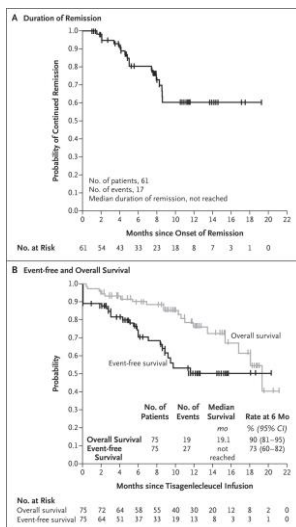 A Duration of Remission
1.0
0.9
0.8
0.7
0.6
0.5
0.4
0.3
0.2
0.1
0.0
Probability of Continued Remission
No. of patients, 61
No. of events, 17
Median duration of remission, not reached
0 2 4 6 8 10 12 14 16 18 20 22
Months since Onset of Remission
No. at Risk 61 54 43 33 23 18 8 7 3 1 0
B Event-free and Overall Survival
1.0
0.9
0.8
0.7
0.6
0.5
0.4
0.3
0.2
0.1
0.0
Probability
Overall survival
Event-free survival
No. of Patients No. of Events Median Survival Rate at 6 Mo
mo % (95% CI)
Overall Survival 75 19 19.1 90 (81–95)
Event-free Survival 75 27 not reached 73 (60–82)
0 2 4 6 8 10 12 14 16 18 20 22
Months since Tisagenlecleucel Infusion
No. at Risk
Overall survival 75 72 64 58 55 40 30 20 12 8 2 0
Event-free survival 75 64 51 37 33 19 13 8 3 3 1 0